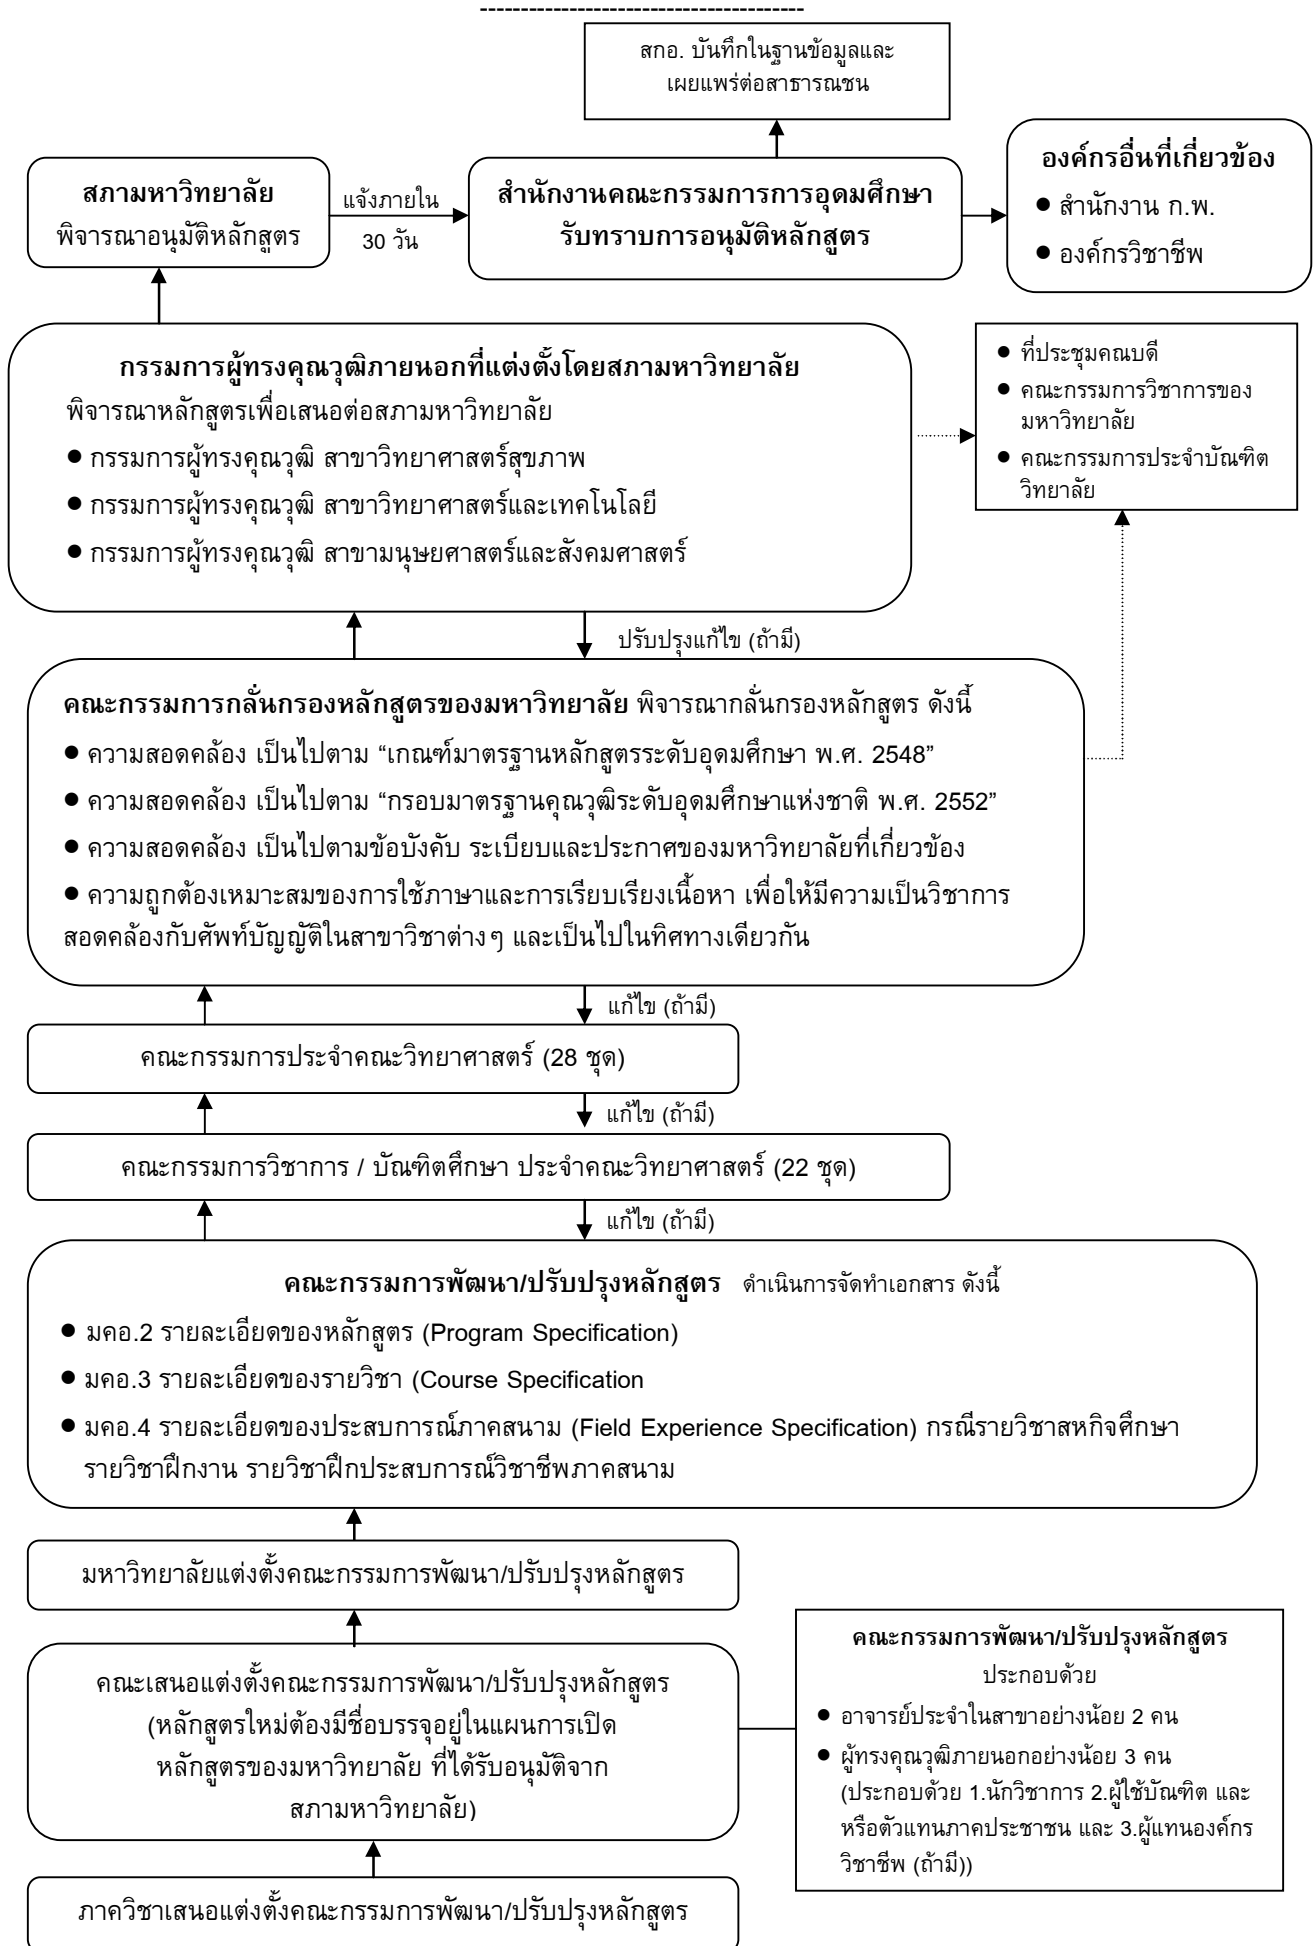 ---------------------------------------
สกอ. บันทึกในฐานข้อมูลและ
เผยแพร่ต่อสาธารณชน
สภามหาวิทยาลัย
พิจารณาอนุมัติหลักสูตร
แจ้งภายใน
30 วัน
สำนักงานคณะกรรมการการอุดมศึกษา
รับทราบการอนุมัติหลักสูตร
องค์กรอื่นที่เกี่ยวข้อง
● สำนักงาน ก.พ.
● องค์กรวิชาชีพ
กรรมการผู้ทรงคุณวุฒิภายนอกที่แต่งตั้งโดยสภามหาวิทยาลัย
พิจารณาหลักสูตรเพื่อเสนอต่อสภามหาวิทยาลัย
● กรรมการผู้ทรงคุณวุฒิ สาขาวิทยาศาสตร์สุขภาพ
● กรรมการผู้ทรงคุณวุฒิ สาขาวิทยาศาสตร์และเทคโนโลยี
● กรรมการผู้ทรงคุณวุฒิ สาขามนุษยศาสตร์และสังคมศาสตร์
● ที่ประชุมคณบดี
● คณะกรรมการวิชาการของ
มหาวิทยาลัย
● คณะกรรมการประจำบัณฑิต
วิทยาลัย
ปรับปรุงแก้ไข (ถ้ามี)
คณะกรรมการกลั่นกรองหลักสูตรของมหาวิทยาลัย พิจารณากลั่นกรองหลักสูตร ดังนี้
● ความสอดคล้อง เป็นไปตาม “เกณฑ์มาตรฐานหลักสูตรระดับอุดมศึกษา พ.ศ. 2548”
● ความสอดคล้อง เป็นไปตาม “กรอบมาตรฐานคุณวุฒิระดับอุดมศึกษาแห่งชาติ พ.ศ. 2552”
● ความสอดคล้อง เป็นไปตามข้อบังคับ ระเบียบและประกาศของมหาวิทยาลัยที่เกี่ยวข้อง
● ความถูกต้องเหมาะสมของการใช้ภาษาและการเรียบเรียงเนื้อหา เพื่อให้มีความเป็นวิชาการ
สอดคล้องกับศัพท์บัญญัติในสาขาวิชาต่างๆ และเป็นไปในทิศทางเดียวกัน
แก้ไข (ถ้ามี)
คณะกรรมการประจำคณะวิทยาศาสตร์ (28 ชุด)
แก้ไข (ถ้ามี)
คณะกรรมการวิชาการ / บัณฑิตศึกษา ประจำคณะวิทยาศาสตร์ (22 ชุด)
แก้ไข (ถ้ามี)
คณะกรรมการพัฒนา/ปรับปรุงหลักสูตร ดำเนินการจัดทำเอกสาร ดังนี้
● มคอ.2 รายละเอียดของหลักสูตร (Program Specification)
● มคอ.3 รายละเอียดของรายวิชา (Course Specification
● มคอ.4 รายละเอียดของประสบการณ์ภาคสนาม (Field Experience Specification) กรณีรายวิชาสหกิจศึกษา
รายวิชาฝึกงาน รายวิชาฝึกประสบการณ์วิชาชีพภาคสนาม
มหาวิทยาลัยแต่งตั้งคณะกรรมการพัฒนา/ปรับปรุงหลักสูตร
คณะเสนอแต่งตั้งคณะกรรมการพัฒนา/ปรับปรุงหลักสูตร
(หลักสูตรใหม่ต้องมีชื่อบรรจุอยู่ในแผนการเปิด
หลักสูตรของมหาวิทยาลัย ที่ได้รับอนุมัติจาก
สภามหาวิทยาลัย)
คณะกรรมการพัฒนา/ปรับปรุงหลักสูตร
ประกอบด้วย
● อาจารย์ประจำในสาขาอย่างน้อย 2 คน
● ผู้ทรงคุณวุฒิภายนอกอย่างน้อย 3 คน
(ประกอบด้วย 1.นักวิชาการ 2.ผู้ใช้บัณฑิต และ
หรือตัวแทนภาคประชาชน และ 3.ผู้แทนองค์กร
วิชาชีพ (ถ้ามี))
ภาควิชาเสนอแต่งตั้งคณะกรรมการพัฒนา/ปรับปรุงหลักสูตร